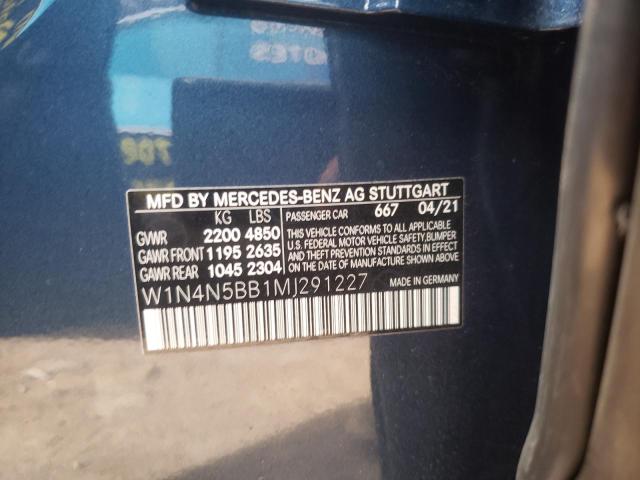 MFD BY MERCEDES-BENZ AG STUTTGART
KG LBS PASSENGER CAR 667 04/21
GVWR 2200 4850
GAWR FRONT 1195 2635
GAWR REAR 1045 2304
THIS VEHICLE CONFORMS TO ALL APPLICABLE
U.S. FEDERAL MOTOR VEHICLE SAFETY, BUMPER
AND THEFT PREVENTION STANDARDS IN EFFECT
ON THE DATE OF MANUFACTURE SHOWN ABOVE.
W1N4N5BB1MJ291227 MADE IN GERMANY